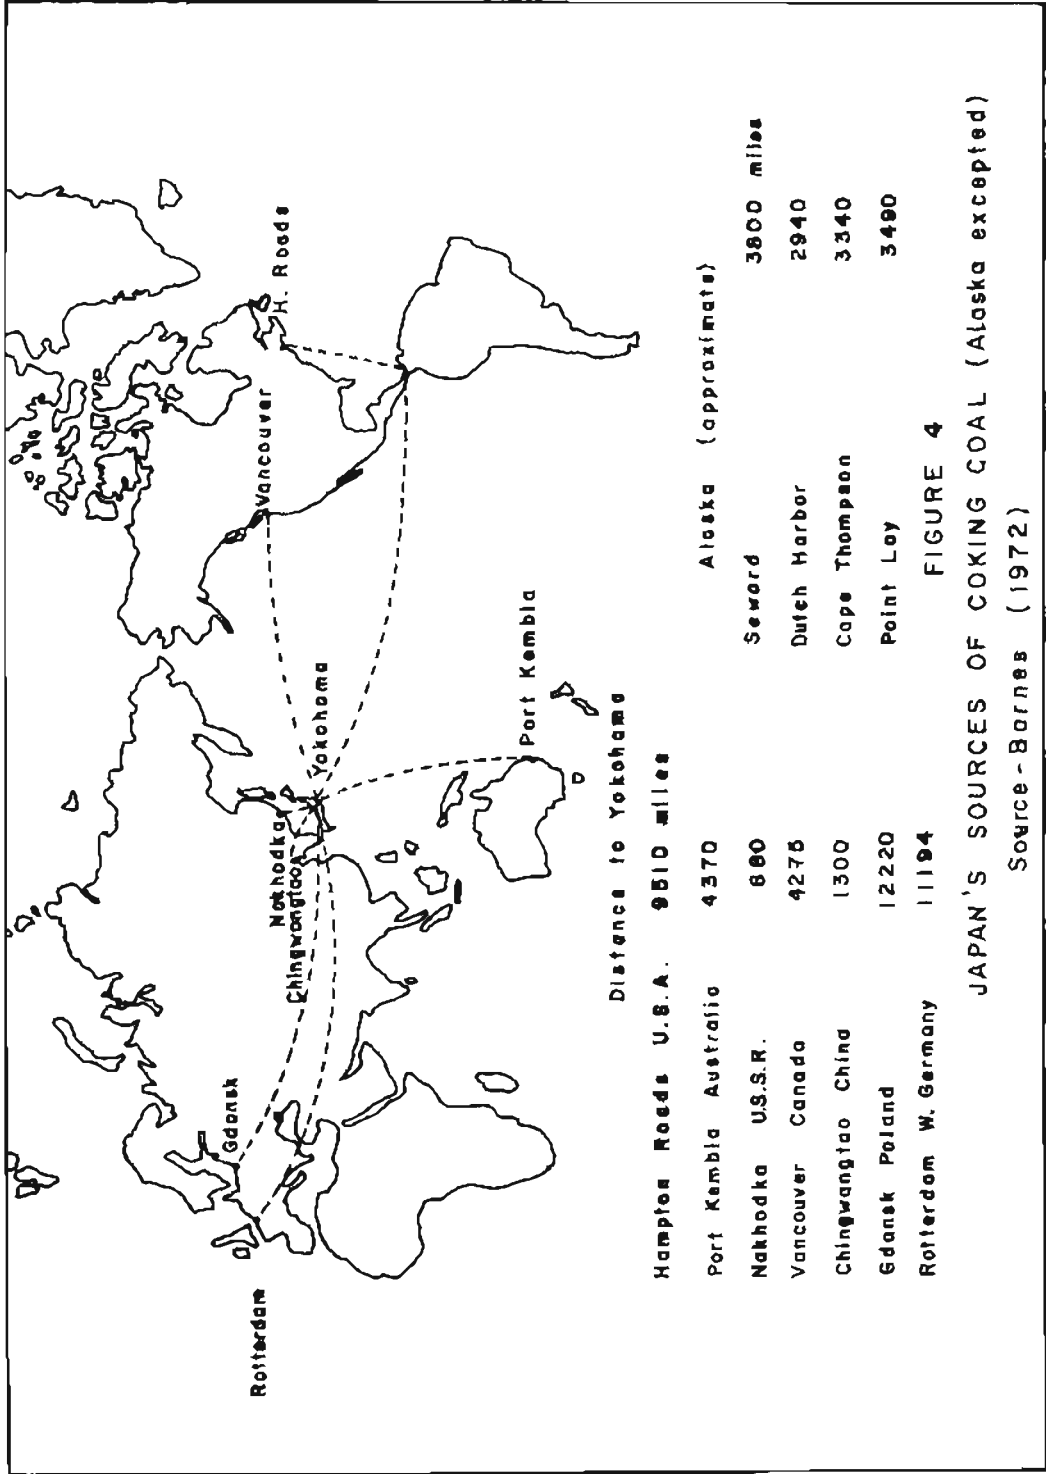 H. Roads
Vancouver
Yokohama
Nakhodka
Chingwangtao
Gdansk
Rotterdam
Port Kembla
Distance to Yokohama
Hampton Roads U.S.A. 9510 miles
Port Kembla Australia 4370
Nakhodka U.S.S.R.
Vancouver Canada 4275
Chingwangtao China 1300
Gdansk Poland 12220
Rotterdam W. Germany 11194
Alaska (approximate)
Seward 3800 miles
Dutch Harbor 2940
Cape Thompson 3340
Point Lay 3490
FIGURE 4
JAPAN'S SOURCES OF COKING COAL (Alaska excepted)
Source-Barnes (1972)